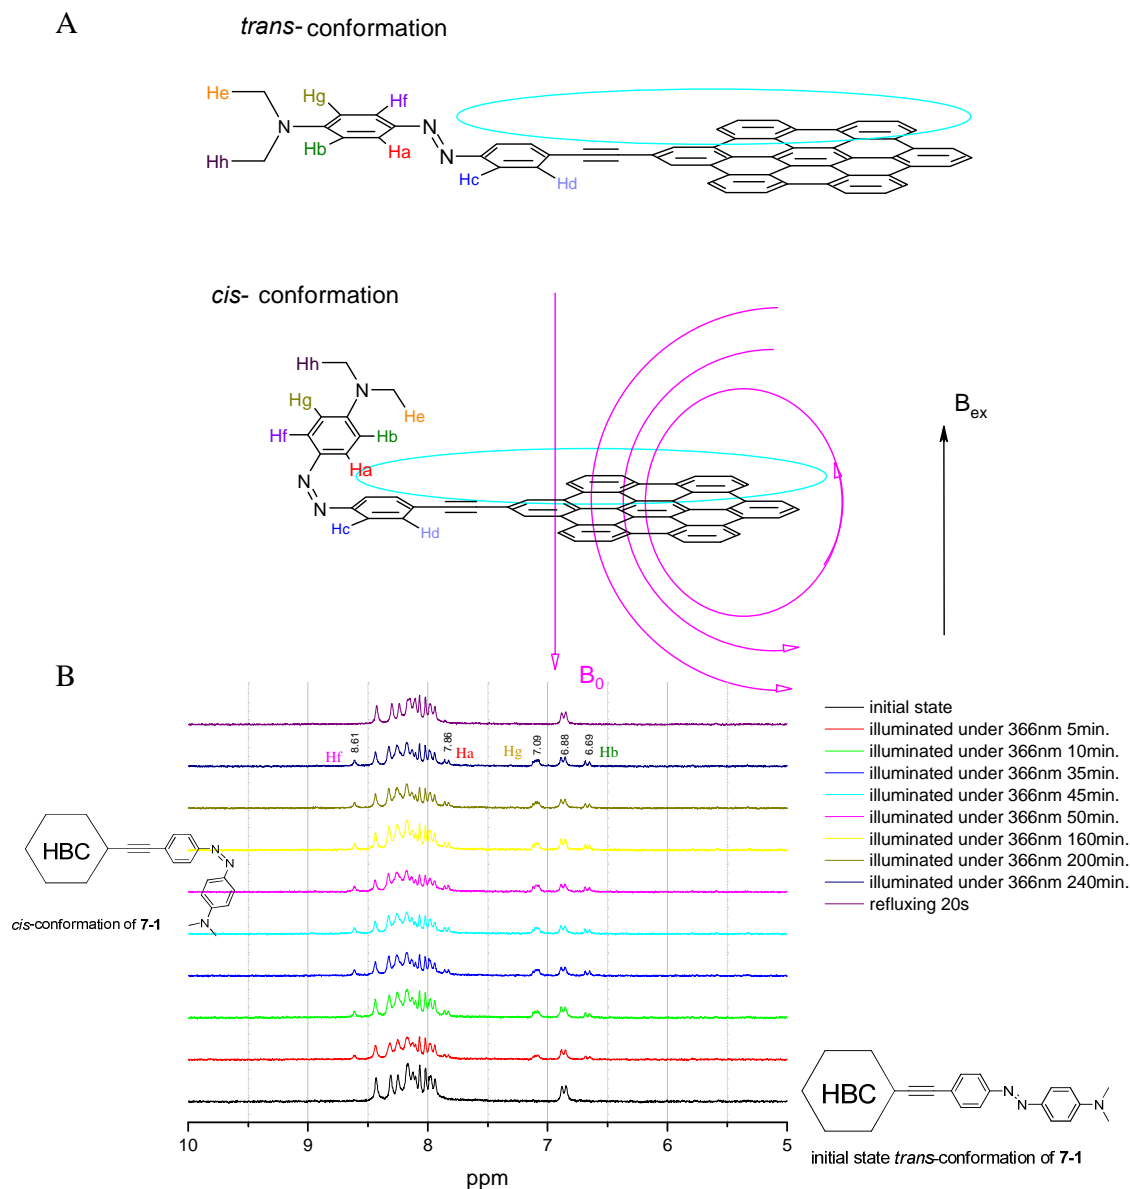 A
trans- conformation
He
Hg
Hf
N
N
N
Hh
Hb
Ha
Hc
Hd
cis- conformation
Hh
N
Hg
He
Hf
Hb
Ha
N
N
Hc
Hd
Bex
B0
B
initial state
illuminated under 366nm 5min.
illuminated under 366nm 10min.
illuminated under 366nm 35min.
illuminated under 366nm 45min.
illuminated under 366nm 50min.
illuminated under 366nm 160min.
illuminated under 366nm 200min.
illuminated under 366nm 240min.
refluxing 20s
Hf
8.61
7.86
Ha
Hg
7.09
6.88
6.69
Hb
HBC
N
N
N
cis-conformation of 7-1
HBC
N
N
N
initial state trans-conformation of 7-1
10
9
8
7
6
5
ppm